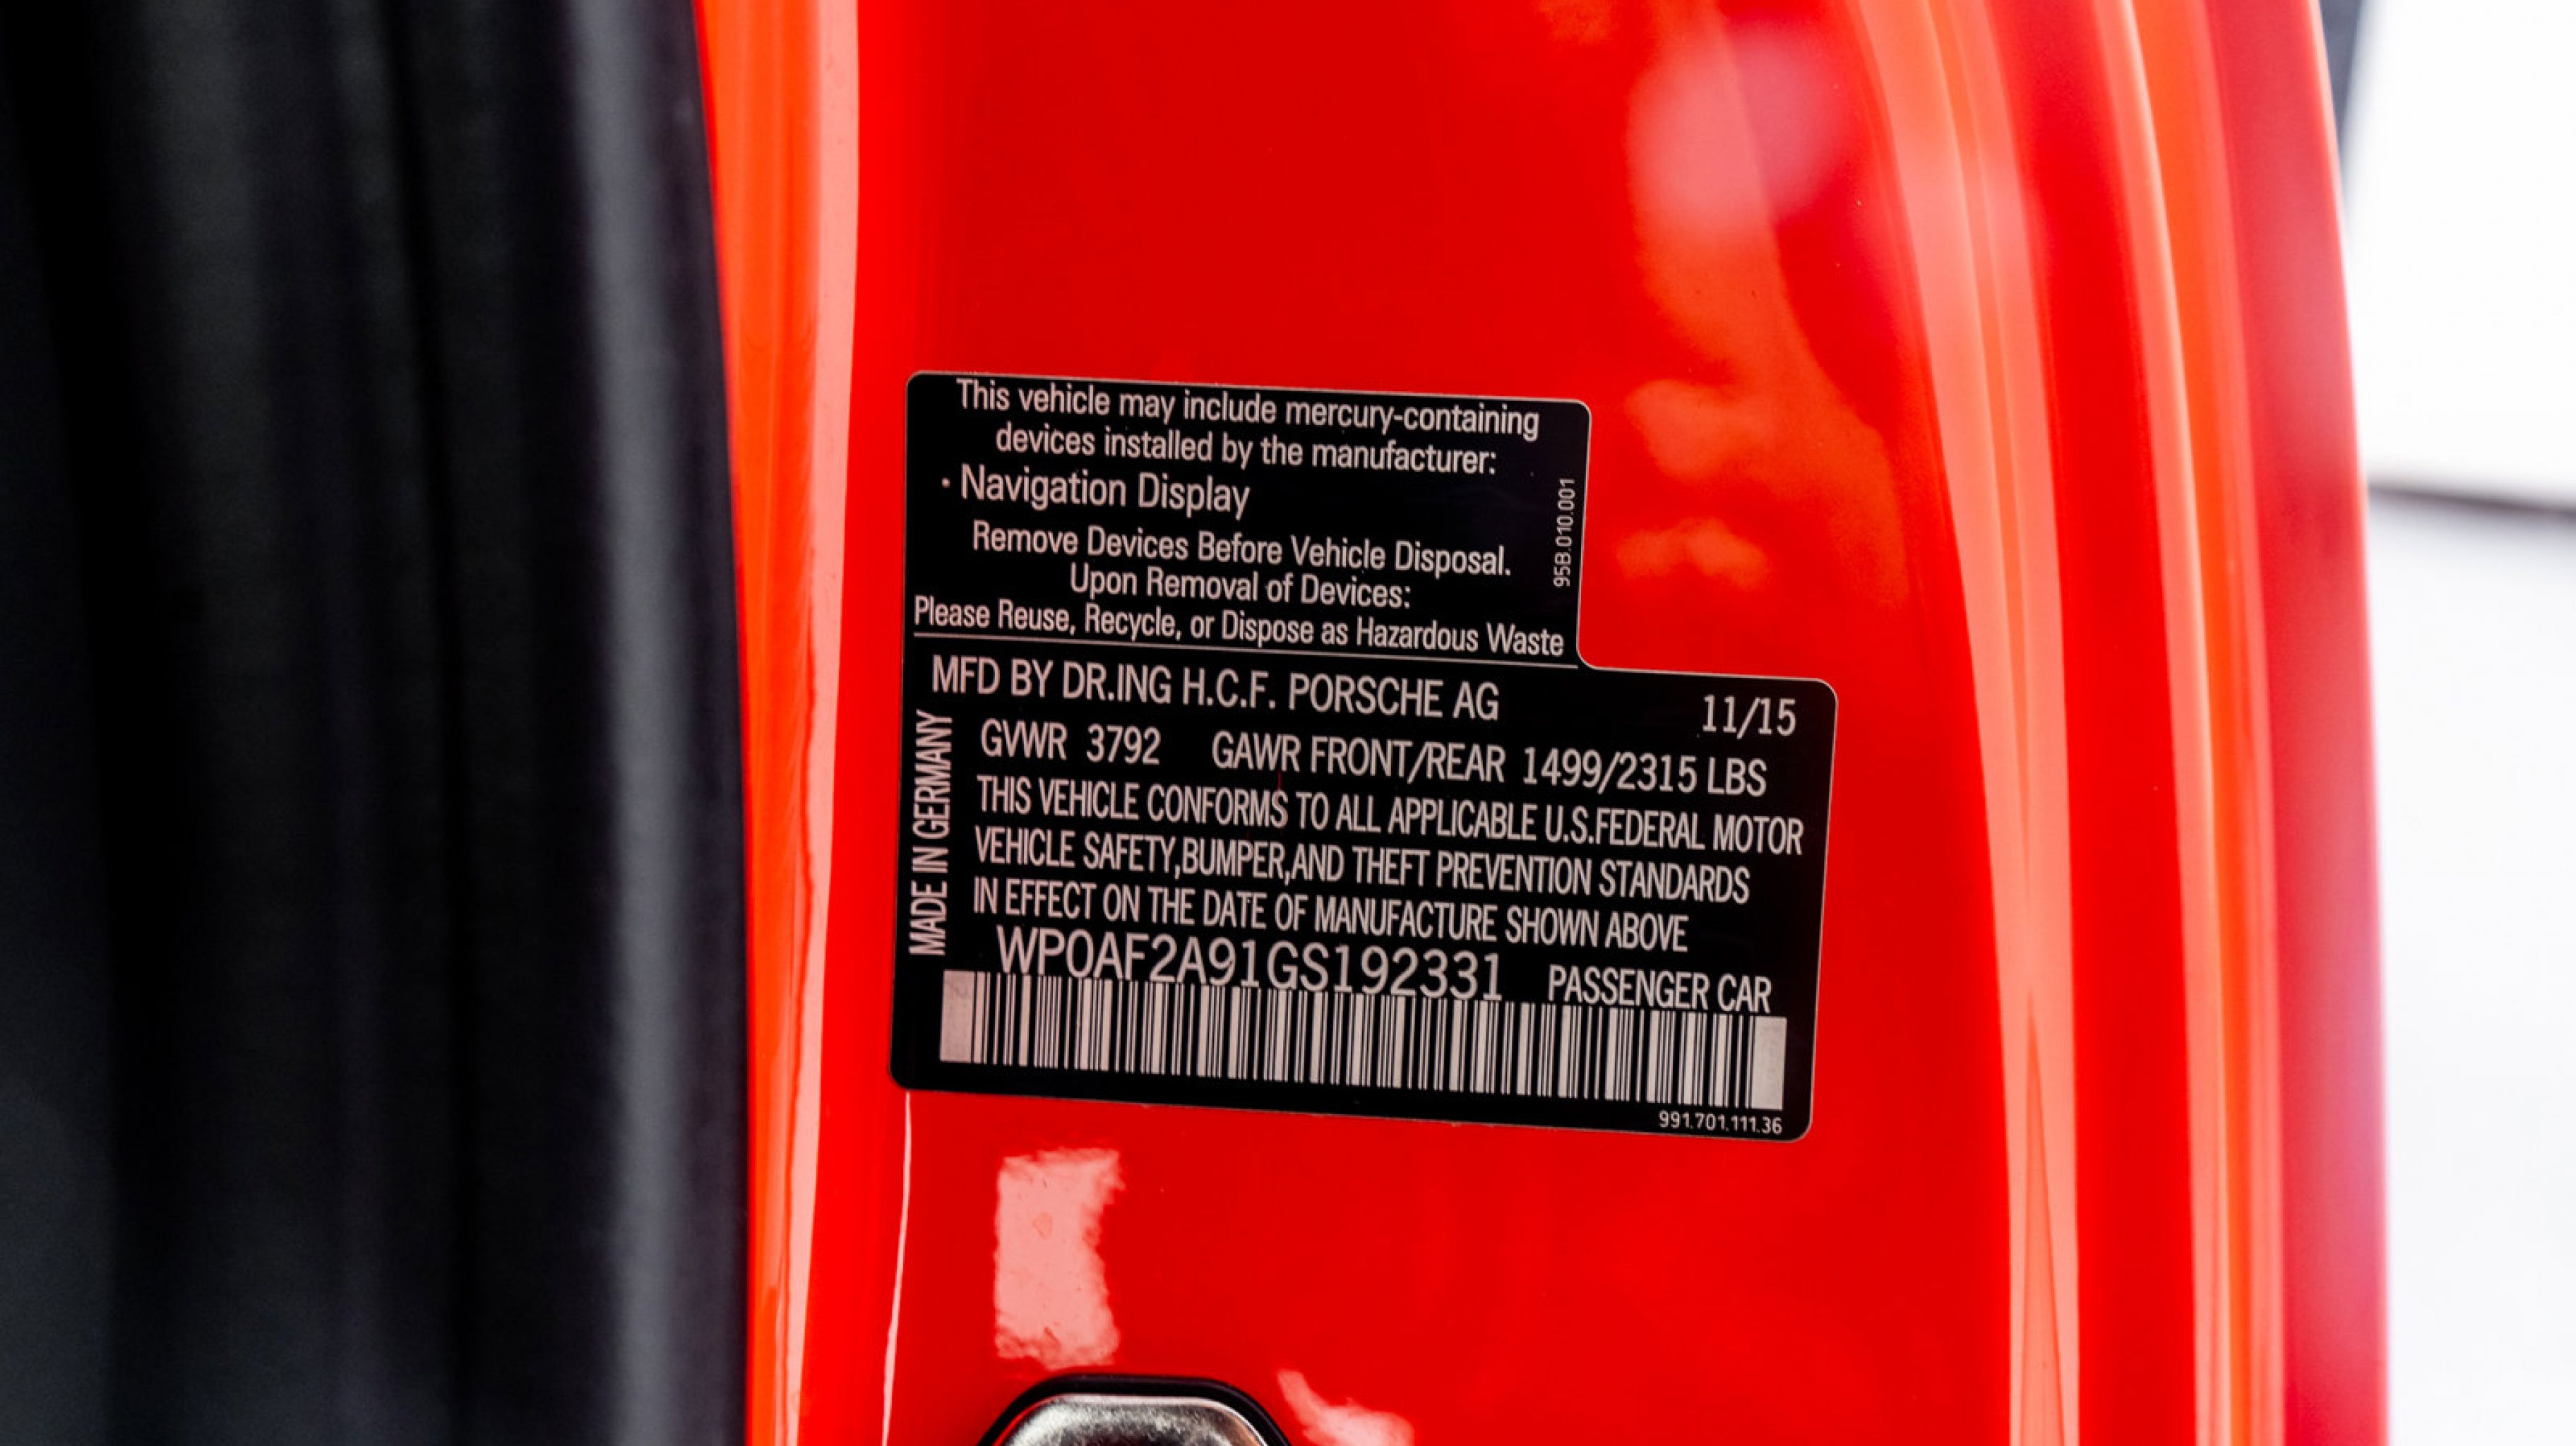 This vehicle may include mercury-containing
devices installed by the manufacturer:
· Navigation Display
Remove Devices Before Vehicle Disposal.
Upon Removal of Devices:
Please Reuse, Recycle, or Dispose as Hazardous Waste
95B.010.001
MFD BY DR.ING H.C.F. PORSCHE AG 11/15
GVWR 3792 GAWR FRONT/REAR 1499/2315 LBS
THIS VEHICLE CONFORMS TO ALL APPLICABLE U.S.FEDERAL MOTOR
VEHICLE SAFETY,BUMPER,AND THEFT PREVENTION STANDARDS
IN EFFECT ON THE DATE OF MANUFACTURE SHOWN ABOVE
MADE IN GERMANY
WP0AF2A91GS192331 PASSENGER CAR
991.701.111.36